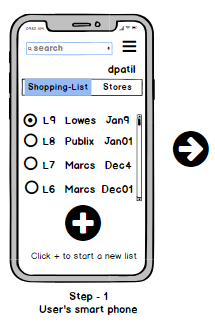 search
dpatil
Shopping-List Stores
L9 Lowes Jan9
L8 Publix Jan01
L7 Marcs Dec4
L6 Marcs Dec01
Click + to start a new list
Step - 1
User's smart phone